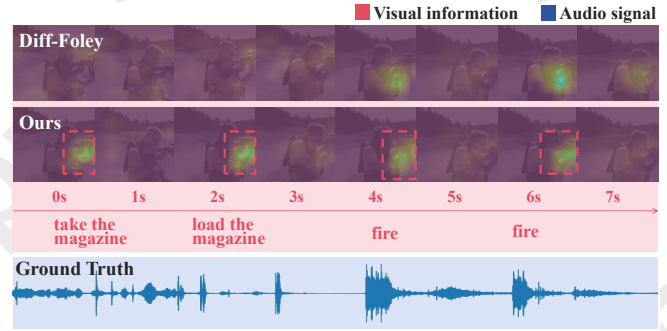 Visual information Audio signal
Diff-Foley
Ours
0s 1s 2s 3s 4s 5s 6s 7s
take the load the fire fire
magazine magazine
Ground Truth